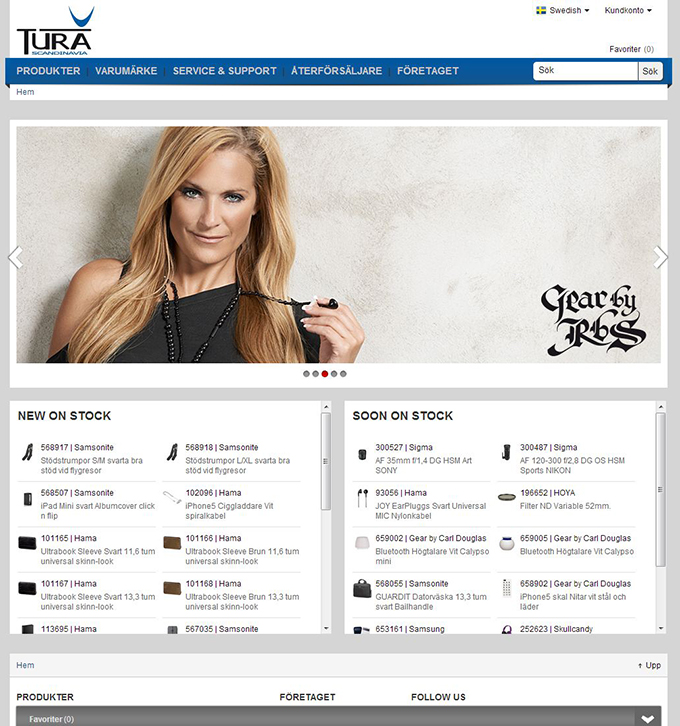 TURA
SCANDINAVIA
Swedish
Kundkonto
Favoriter (0)
PRODUKTER | VARUMÄRKE | SERVICE & SUPPORT | ÅTERFÖRSÄLJARE | FÖRETAGET
Sök
Sök
Hem
Gear by
RbS
NEW ON STOCK
568917 | Samsonite
Stödstrumpor S/M svarta bra
stöd vid flygresor
568918 | Samsonite
Stödstrumpor L/XL svarta bra
stöd vid flygresor
568507 | Samsonite
iPad Mini svart Albumcover click
n flip
102096 | Hama
iPhone5 Ciggladdare Vit
spiralkabel
101165 | Hama
Ultrabook Sleeve Svart 11,6 tum
universal skinn-look
101166 | Hama
Ultrabook Sleeve Brun 11,6 tum
universal skinn-look
101167 | Hama
Ultrabook Sleeve Svart 13,3 tum
universal skinn-look
101168 | Hama
Ultrabook Sleeve Brun 13,3 tum
universal skinn-look
113695 | Hama
567035 | Samsonite
SOON ON STOCK
300527 | Sigma
AF 35mm f/1,4 DG HSM Art
SONY
300487 | Sigma
AF 120-300 f/2,8 DG OS HSM
Sports NIKON
93056 | Hama
JOY EarPluggs Svart Universal
MIC Nylonkabel
196652 | HOYA
Filter ND Variable 52mm.
659002 | Gear by Carl Douglas
Bluetooth Högtalare Vit Calypso
mini
659005 | Gear by Carl Douglas
Bluetooth Högtalare Vit Calypso
568055 | Samsonite
GUARDIT Datorväska 13,3 tum
svart Bailhandle
658902 | Gear by Carl Douglas
iPhone5 skal Nitar vit stål och
läder
653161 | Samsung
252623 | Skullcandy
Hem
Upp
PRODUKTER
FÖRETAGET
FOLLOW US
Favoriter (0)